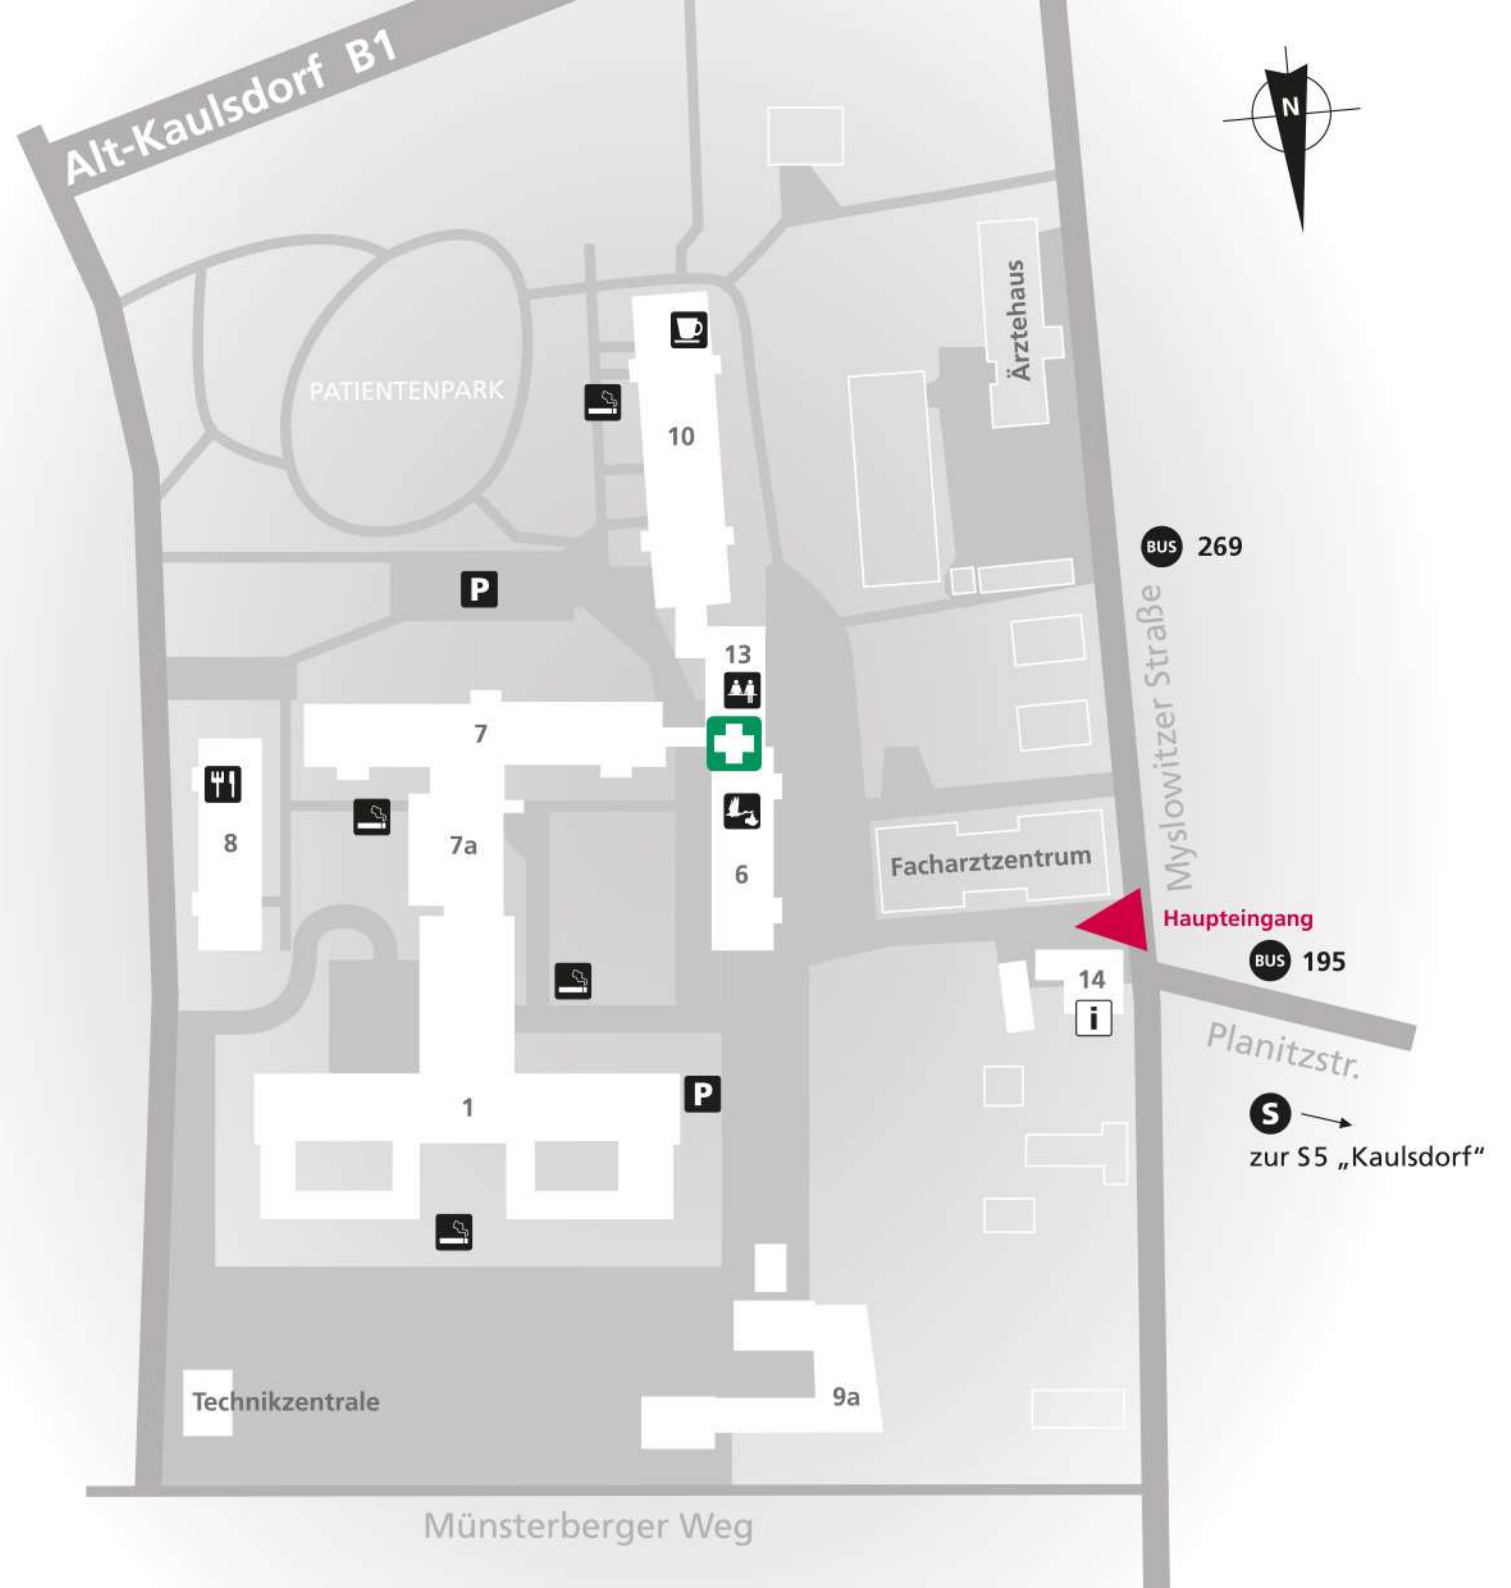 Alt-Kaulsdorf B1
N
Ärztehaus
PATIENTENPARK
10
BUS 269
P
Myslowitzer Straße
13
7
8
7a
6
Facharztzentrum
Haupteingang
BUS 195
14
i
Planitzstr.
P
1
S
zur S5 „Kaulsdorf“
9a
Technikzentrale
Münsterberger Weg